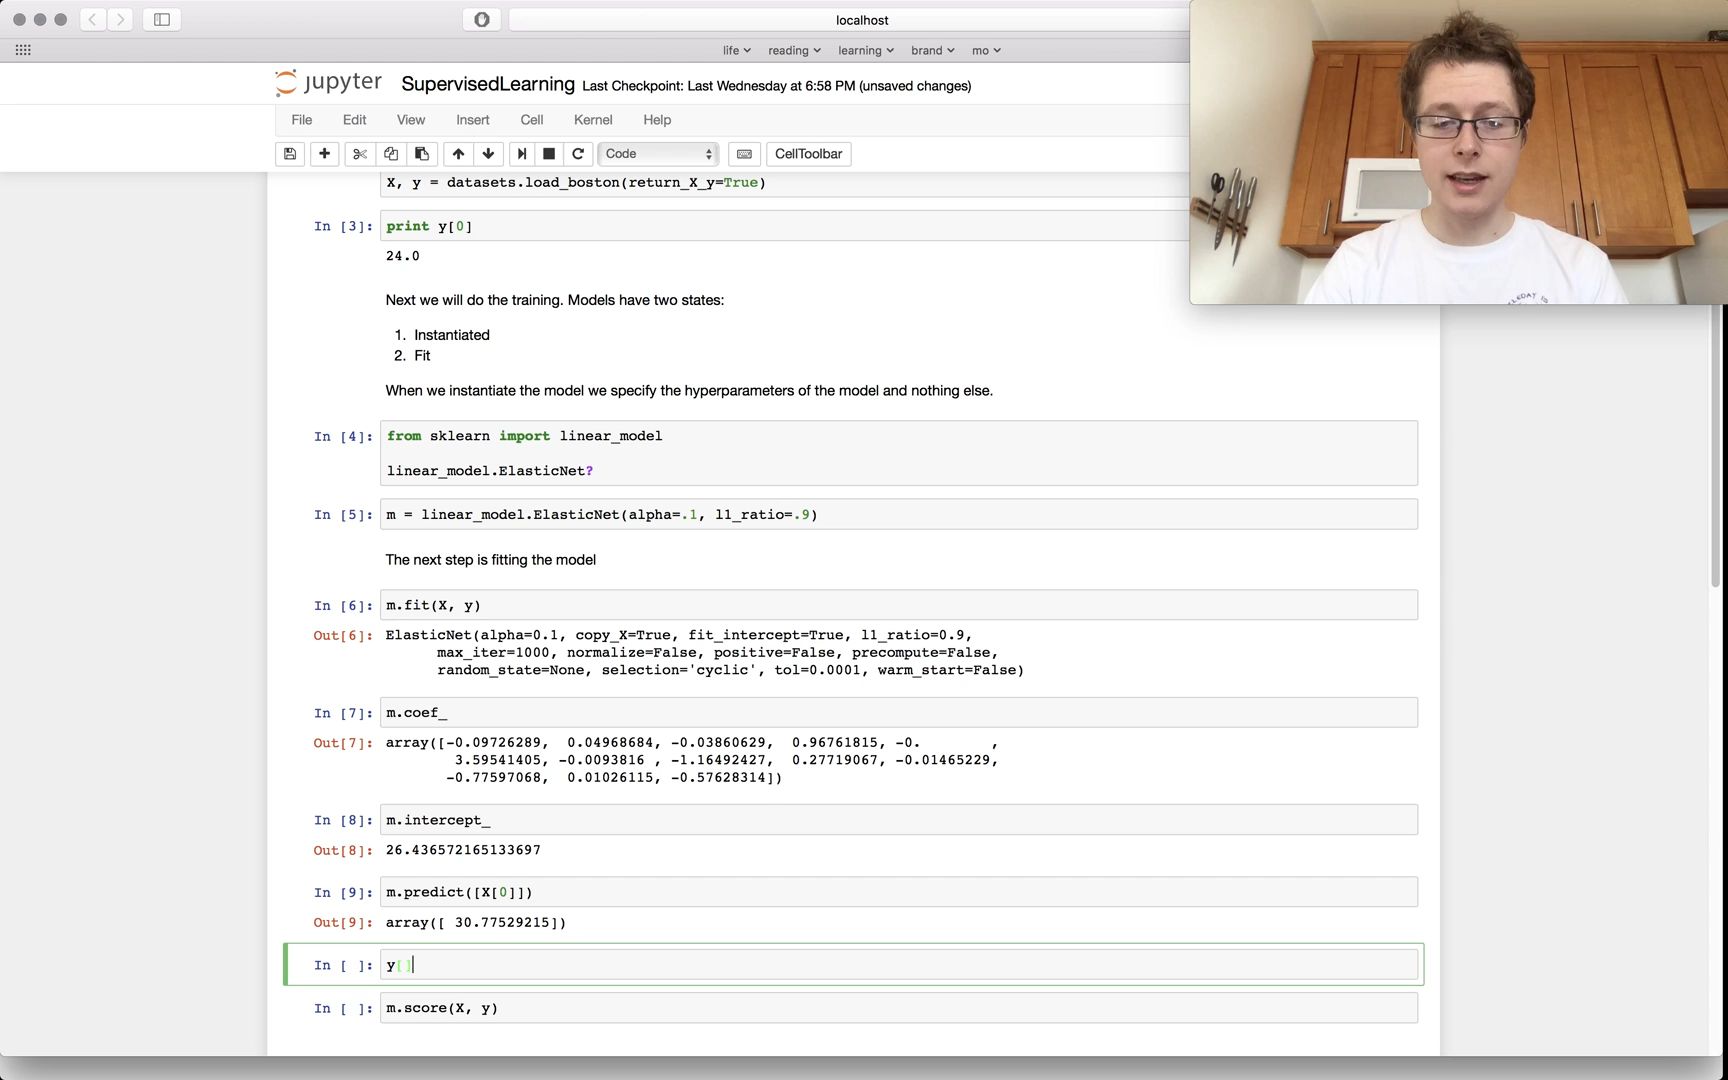 localhost
life
reading
learning
brand
mo
jupyter SupervisedLearning Last Checkpoint: Last Wednesday at 6:58 PM (unsaved changes)
File Edit View Insert Cell Kernel Help
Code
CellToolbar
X, y = datasets.load_boston(return_X_y=True)
In [3]: print y[0]
24.0
Next we will do the training. Models have two states:
1. Instantiated
2. Fit
When we instantiate the model we specify the hyperparameters of the model and nothing else.
In [4]: from sklearn import linear_model
linear_model.ElasticNet?
In [5]: m = linear_model.ElasticNet(alpha=.1, l1_ratio=.9)
The next step is fitting the model
In [6]: m.fit(X, y)
Out[6]: ElasticNet(alpha=0.1, copy_X=True, fit_intercept=True, l1_ratio=0.9,
max_iter=1000, normalize=False, positive=False, precompute=False,
random_state=None, selection='cyclic', tol=0.0001, warm_start=False)
In [7]: m.coef_
Out[7]: array([-0.09726289, 0.04968684, -0.03860629, 0.96761815, -0. ,
3.59541405, -0.0093816 , -1.16492427, 0.27719067, -0.01465229,
-0.77597068, 0.01026115, -0.57628314])
In [8]: m.intercept_
Out[8]: 26.436572165133697
In [9]: m.predict([X[0]])
Out[9]: array([ 30.77529215])
In [ ]: y[]
In [ ]: m.score(X, y)